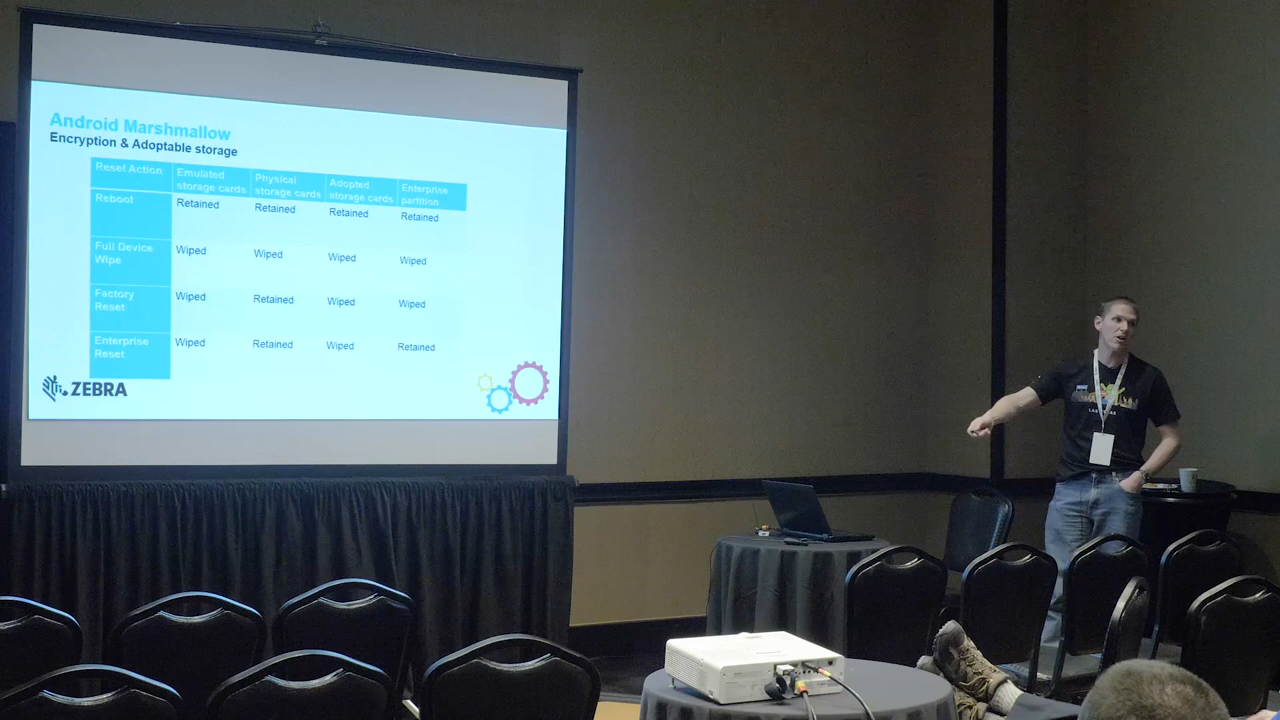 Android Marshmallow
Encryption & Adoptable storage
Reset Action
Emulated storage cards
Physical storage cards
Adopted storage cards
Enterprise partition
Reboot
Retained
Retained
Retained
Retained
Full Device Wipe
Wiped
Wiped
Wiped
Wiped
Factory Reset
Wiped
Retained
Wiped
Wiped
Enterprise Reset
Wiped
Retained
Wiped
Retained
ZEBRA